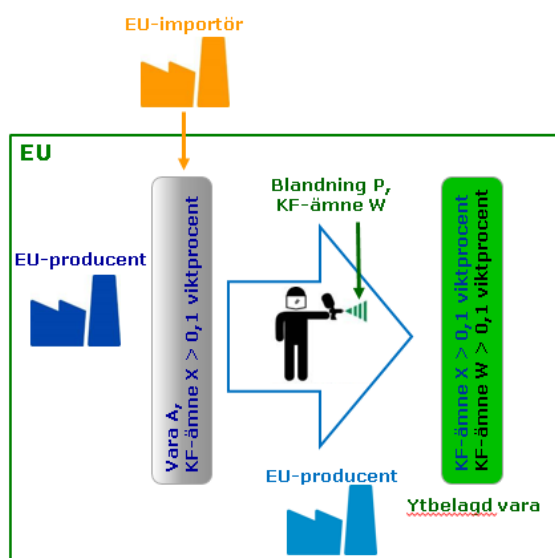 EU-importör
EU
Blandning P,
KF-ämne W
EU-producent
Vara A,
KF-ämne X > 0,1 viktprocent
KF-ämne X > 0,1 viktprocent
KF-ämne W > 0,1 viktprocent
EU-producent
Ytbelagd vara